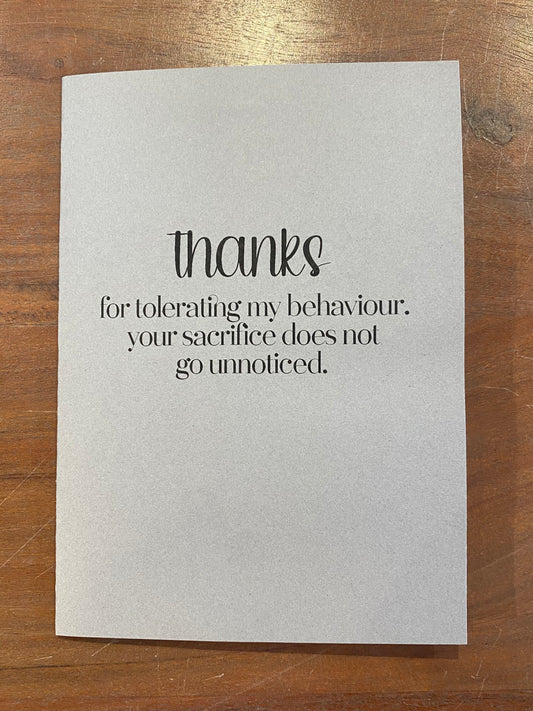 thanks
for tolerating my behaviour.
your sacrifice does not
go unnoticed.